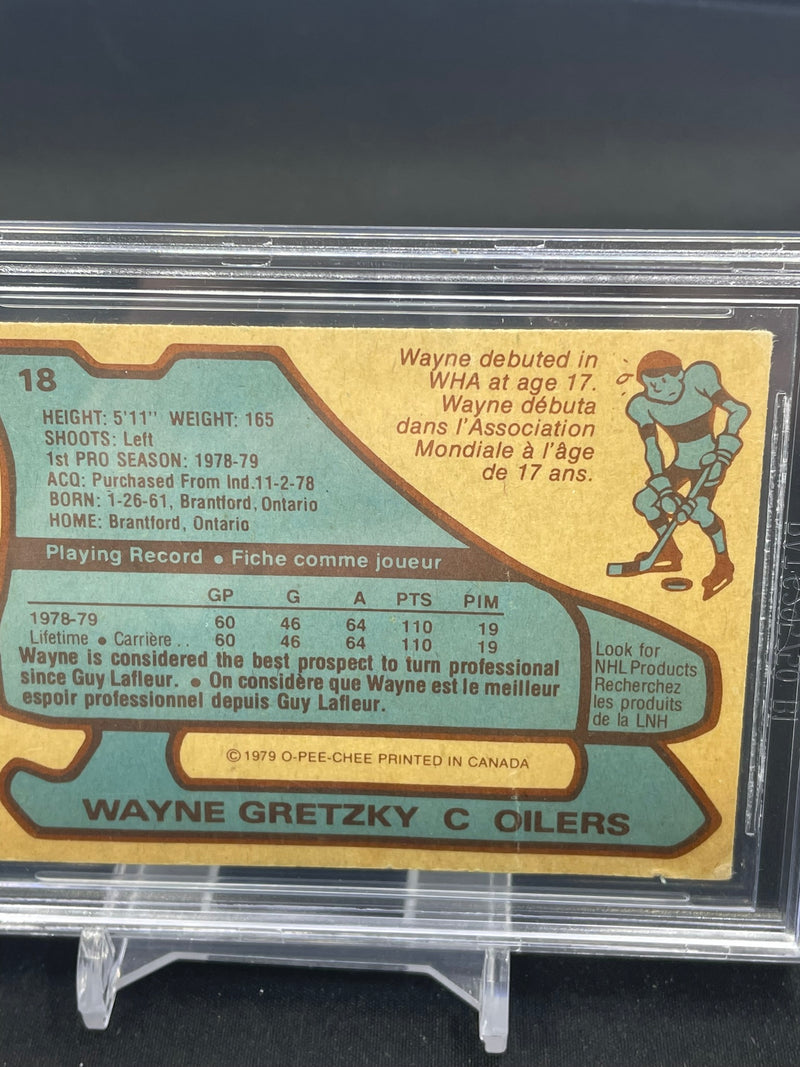 18
Wayne debuted in
WHA at age 17.
Wayne débuta
dans l'Association
Mondiale à l'âge
de 17 ans.
HEIGHT: 5'11" WEIGHT: 165
SHOOTS: Left
1st PRO SEASON: 1978-79
ACQ: Purchased From Ind.11-2-78
BORN: 1-26-61, Brantford, Ontario
HOME: Brantford, Ontario
Playing Record • Fiche comme joueur
GP G A PTS PIM
1978-79 60 46 64 110 19
Lifetime • Carrière .. 60 46 64 110 19
Wayne is considered the best prospect to turn professional
since Guy Lafleur. • On considère que Wayne est le meilleur
espoir professionnel depuis Guy Lafleur.
Look for
NHL Products
Recherchez
les produits
de la LNH
© 1979 O-PEE-CHEE PRINTED IN CANADA
WAYNE GRETZKY C OILERS